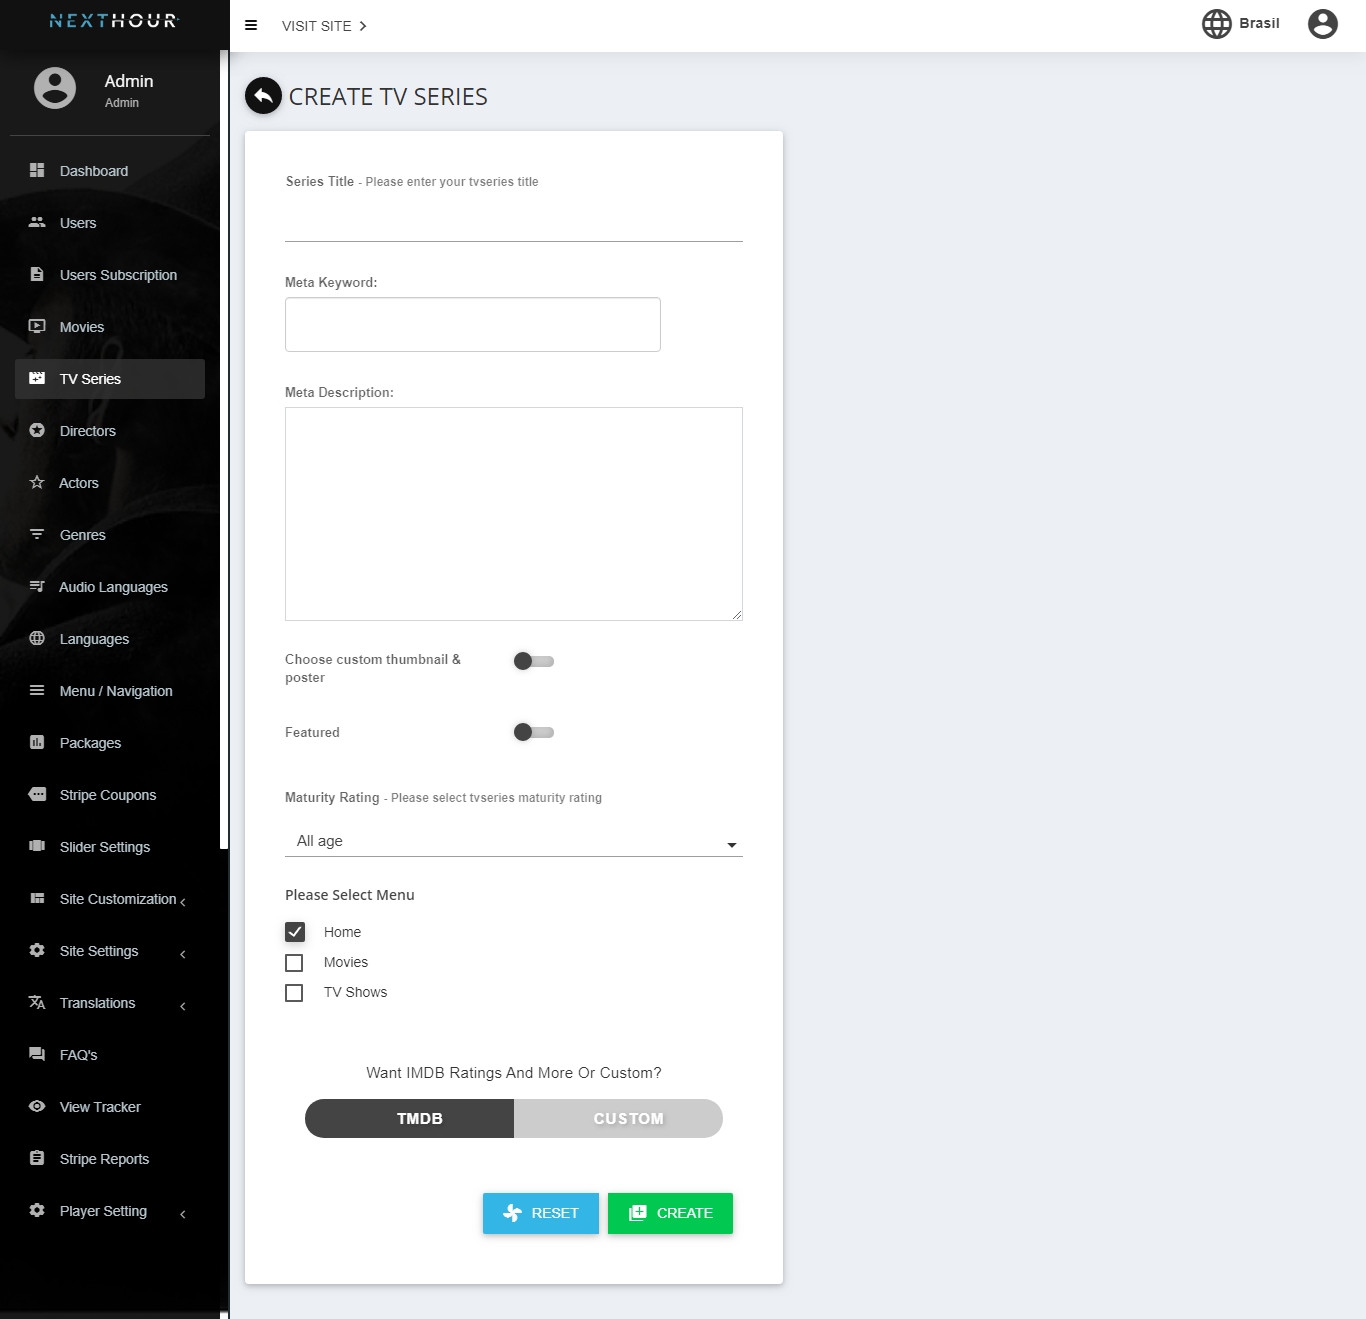 NEXTHOUR
VISIT SITE
Brasil
Admin
Admin
Dashboard
Users
Users Subscription
Movies
TV Series
Directors
Actors
Genres
Audio Languages
Languages
Menu / Navigation
Packages
Stripe Coupons
Slider Settings
Site Customization
Site Settings
Translations
FAQ's
View Tracker
Stripe Reports
Player Setting
CREATE TV SERIES
Series Title - Please enter your tvseries title
Meta Keyword:
Meta Description:
Choose custom thumbnail &
poster
Featured
Maturity Rating - Please select tvseries maturity rating
All age
Please Select Menu
Home
Movies
TV Shows
Want IMDB Ratings And More Or Custom?
TMDB CUSTOM
RESET CREATE